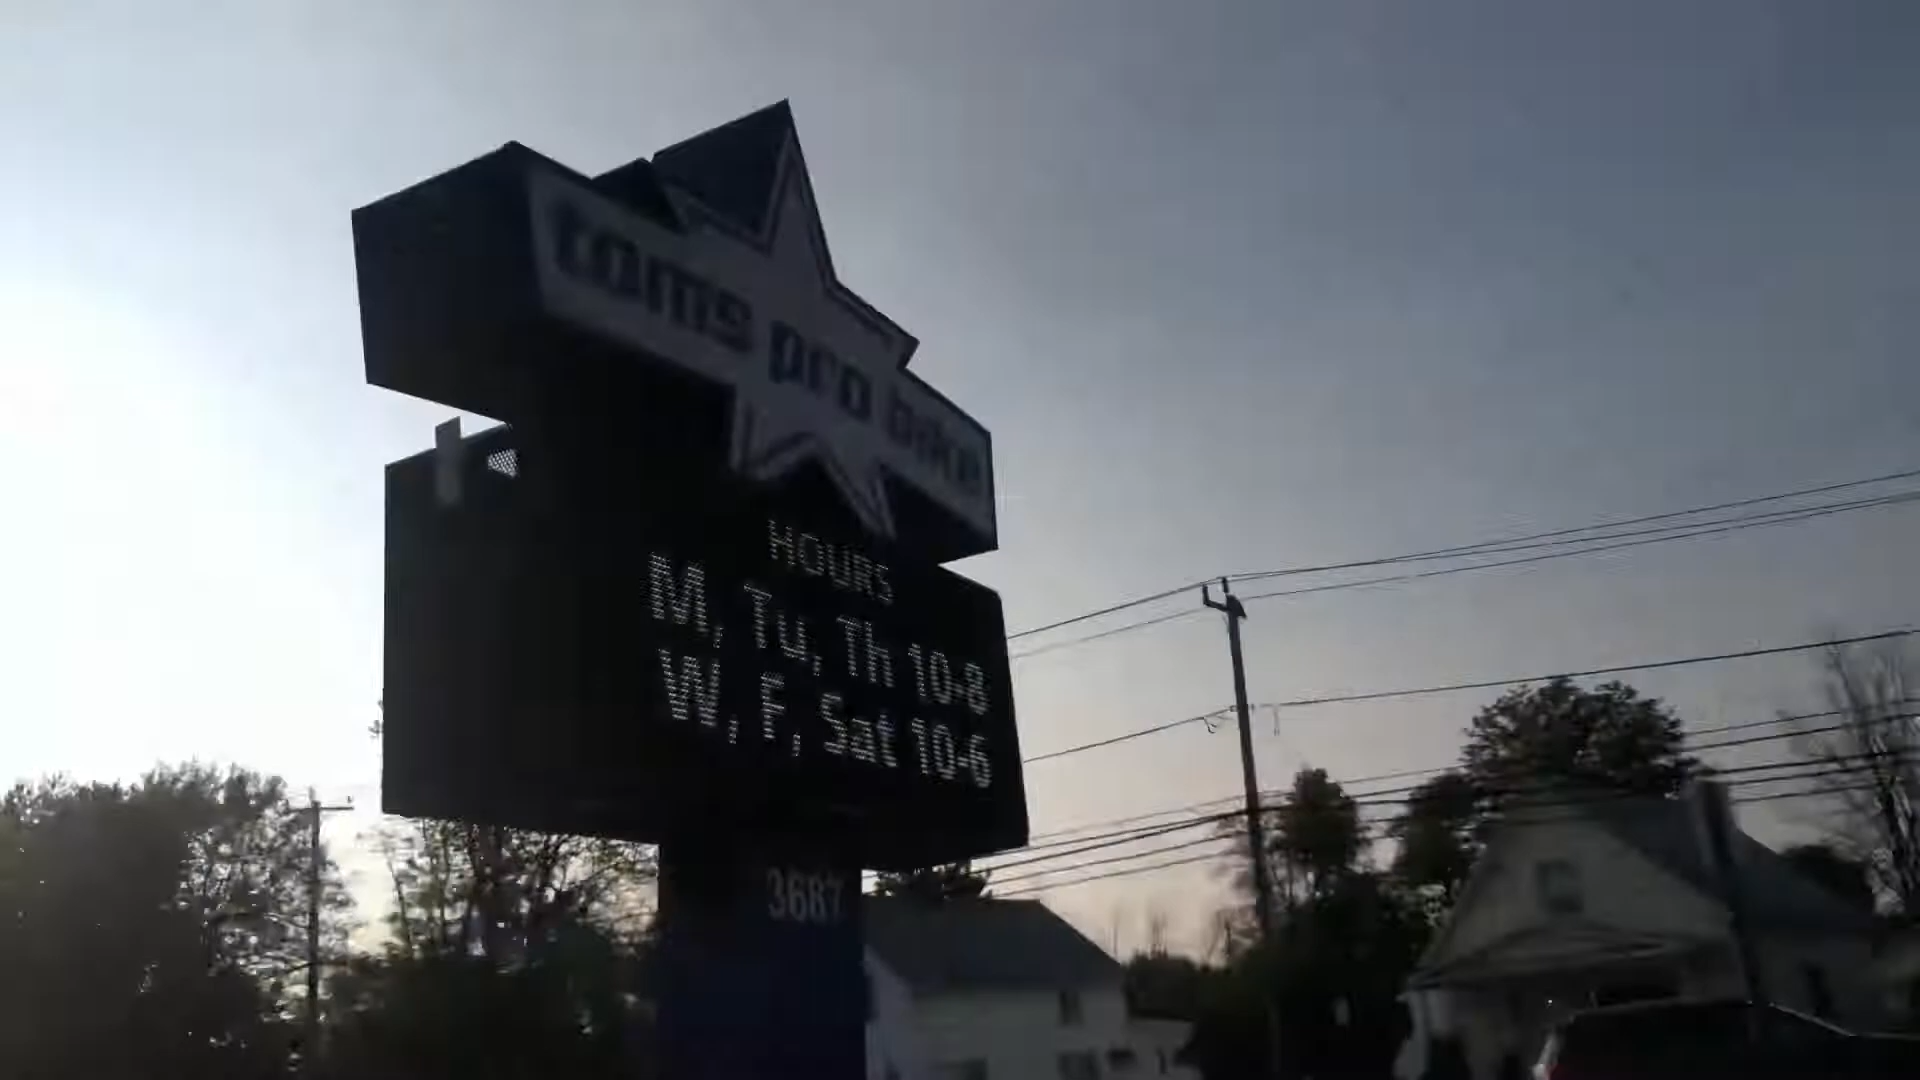 toms pro bike
HOURS
M, Tu, Th 10-8
W, F, Sat 10-6
3687